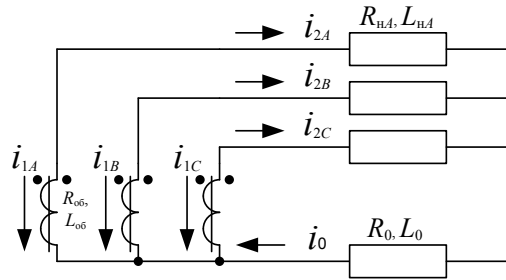 i₂A RнA, LнA
i₂B
i₂C
i₁A i₁B i₁C
Rоб,
Lоб
i₀ R₀, L₀